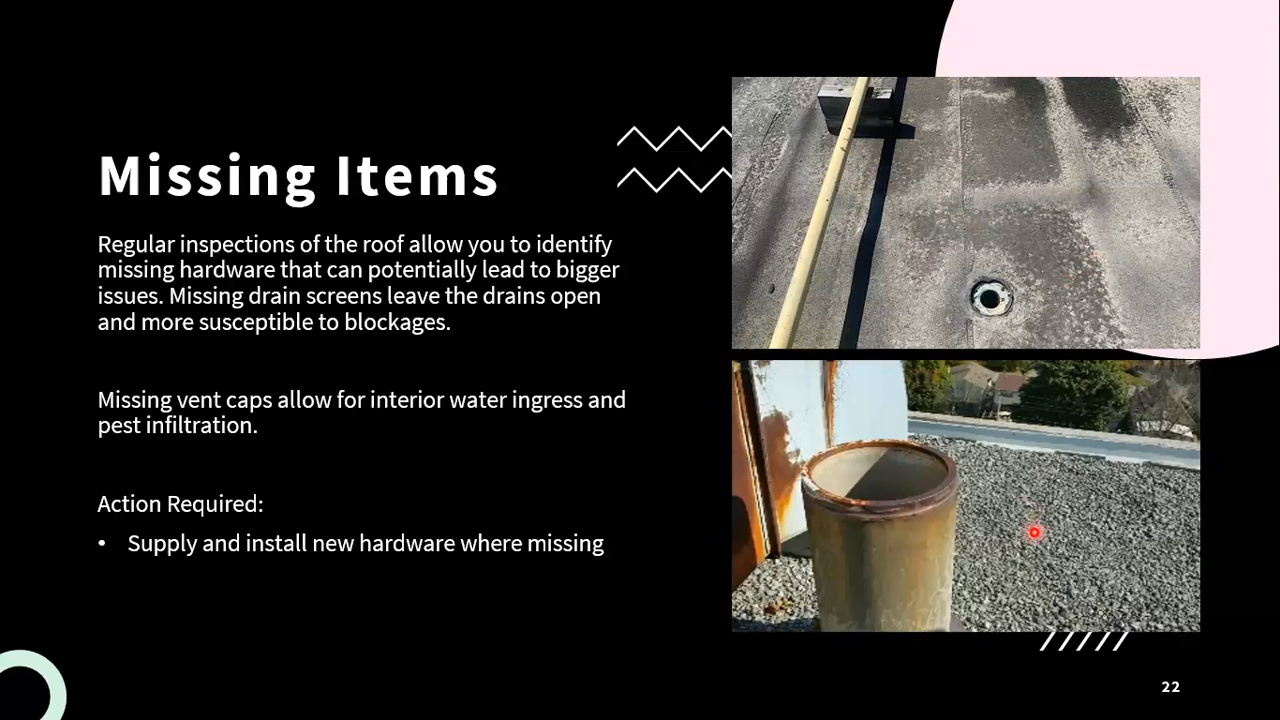 Missing Items
Regular inspections of the roof allow you to identify
missing hardware that can potentially lead to bigger
issues. Missing drain screens leave the drains open
and more susceptible to blockages.
Missing vent caps allow for interior water ingress and
pest infiltration.
Action Required:
• Supply and install new hardware where missing
22